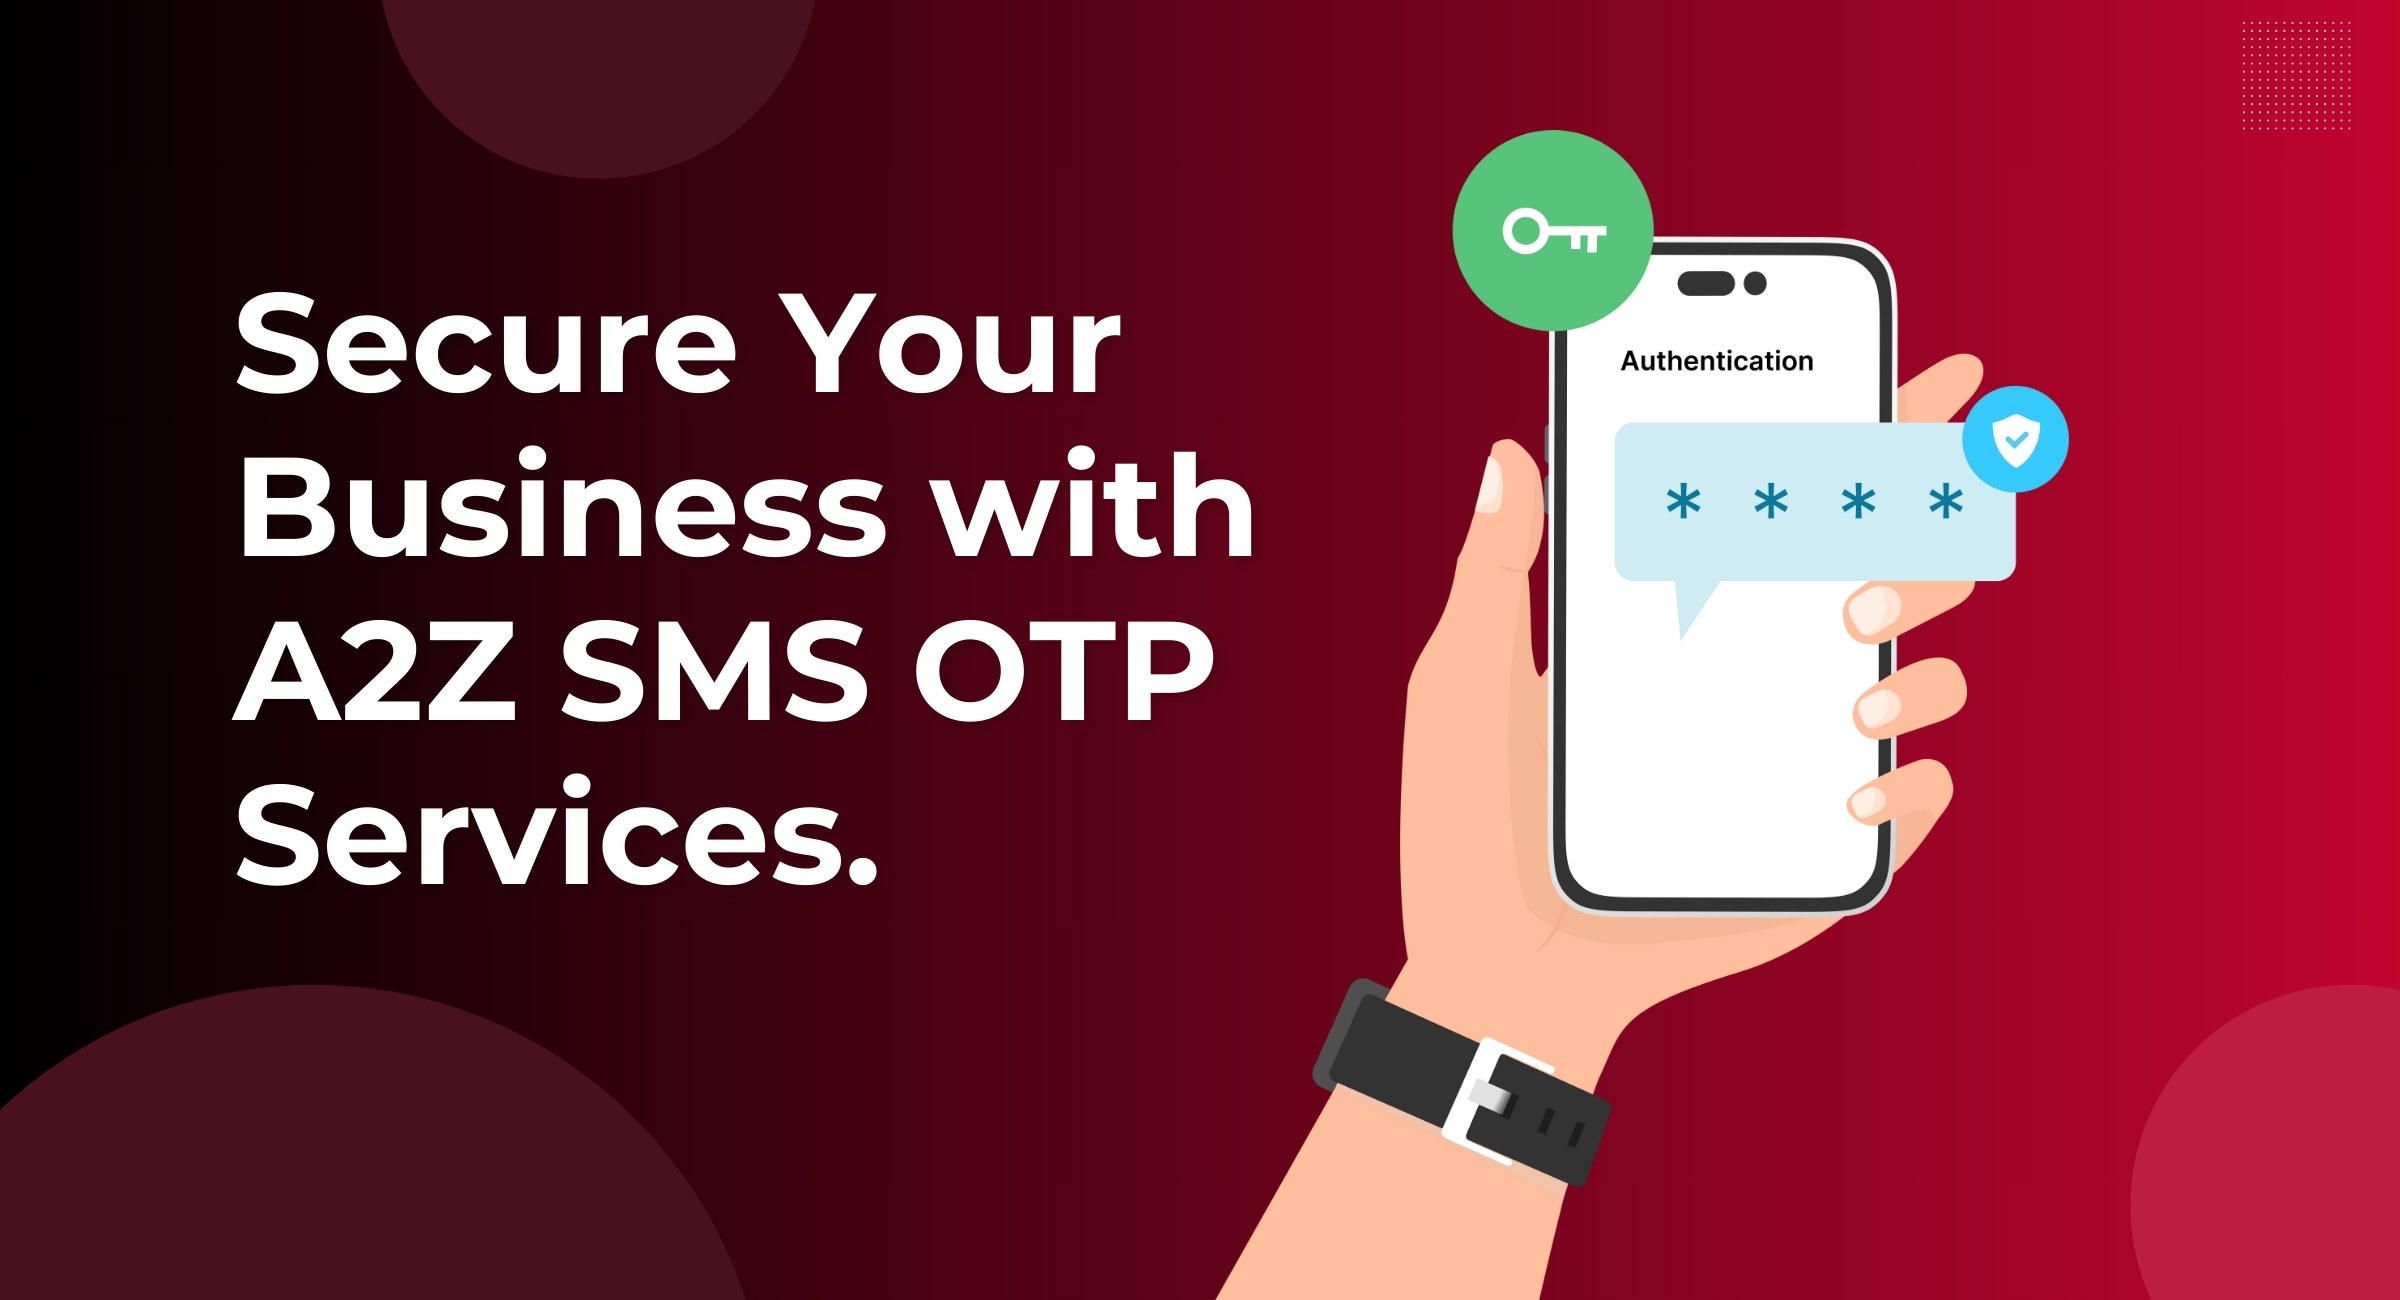 Secure Your
Business with
A2Z SMS OTP
Services.
Authentication
* * * *